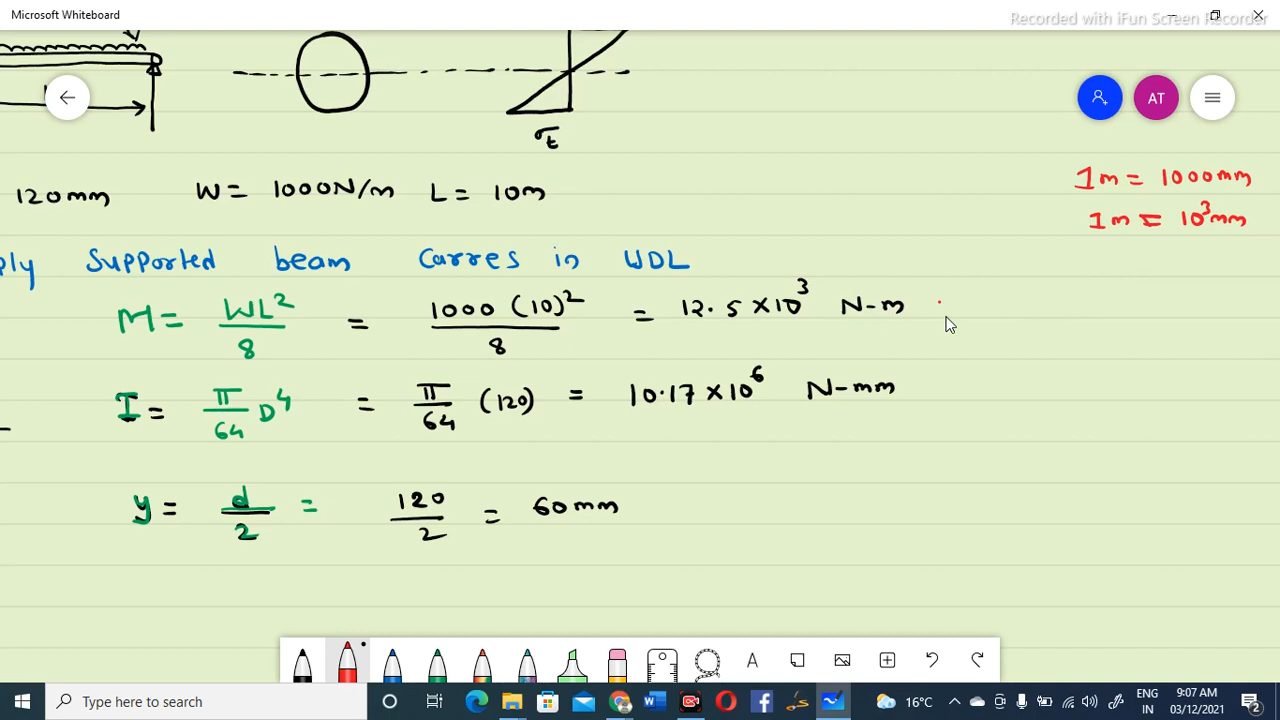 Microsoft Whiteboard
Recorded with iFun Screen Recorder
AT
σt
120mm W = 1000N/m L = 10m
1m = 1000mm
1m = 10³mm
ply Supported beam Carres in WDL
M = WL²/8 = 1000 (10)²/8 = 12.5 × 10³ N-m
I = π/64 D⁴ = π/64 (120) = 10.17 × 10⁶ N-mm
y = d/2 = 120/2 = 60mm
A
Type here to search
16°C
ENG
IN
9:07 AM
03/12/2021
2